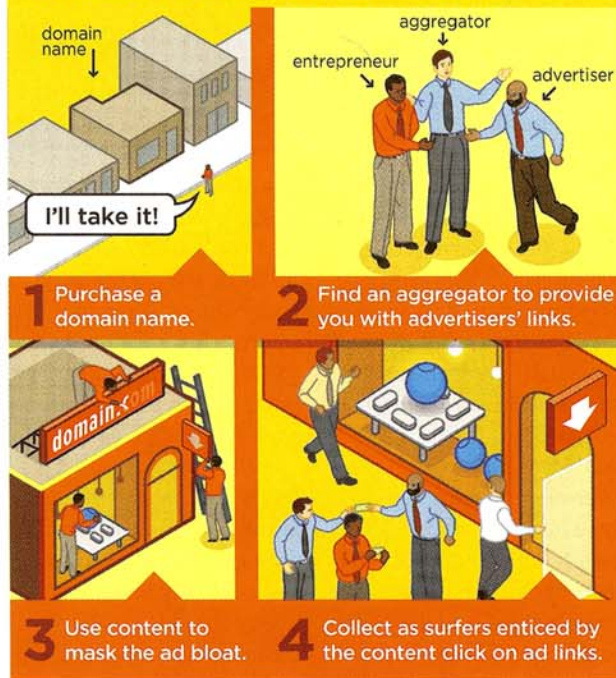 domain
name
I'll take it!
1 Purchase a
domain name.
aggregator
entrepreneur
advertiser
2 Find an aggregator to provide
you with advertisers' links.
domain.com
3 Use content to
mask the ad bloat.
4 Collect as surfers enticed by
the content click on ad links.